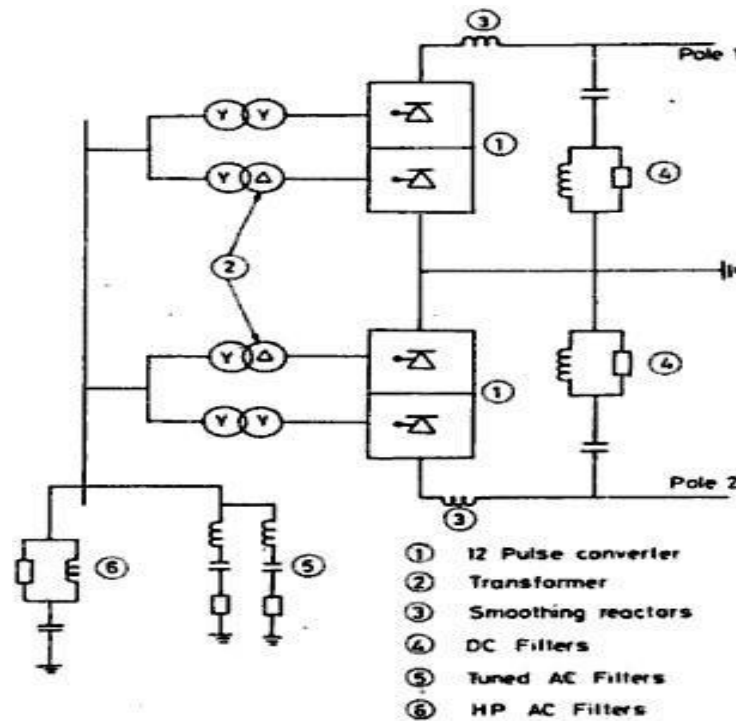 ③
Pole 1
Y Y
①
Y Δ
④
②
Y Δ
④
①
Y Y
Pole 2
③
⑥
⑤
① 12 Pulse converter
② Transformer
③ Smoothing reactors
④ DC Filters
⑤ Tuned AC Filters
⑥ HP AC Filters